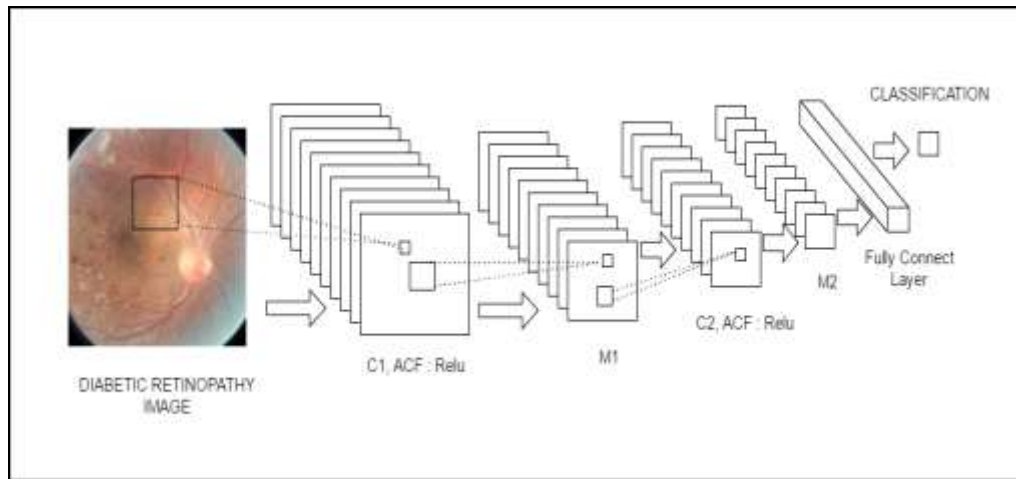 CLASSIFICATION
Fully Connect
Layer
M2
C2, ACF : Relu
M1
C1, ACF : Relu
DIABETIC RETINOPATHY
IMAGE